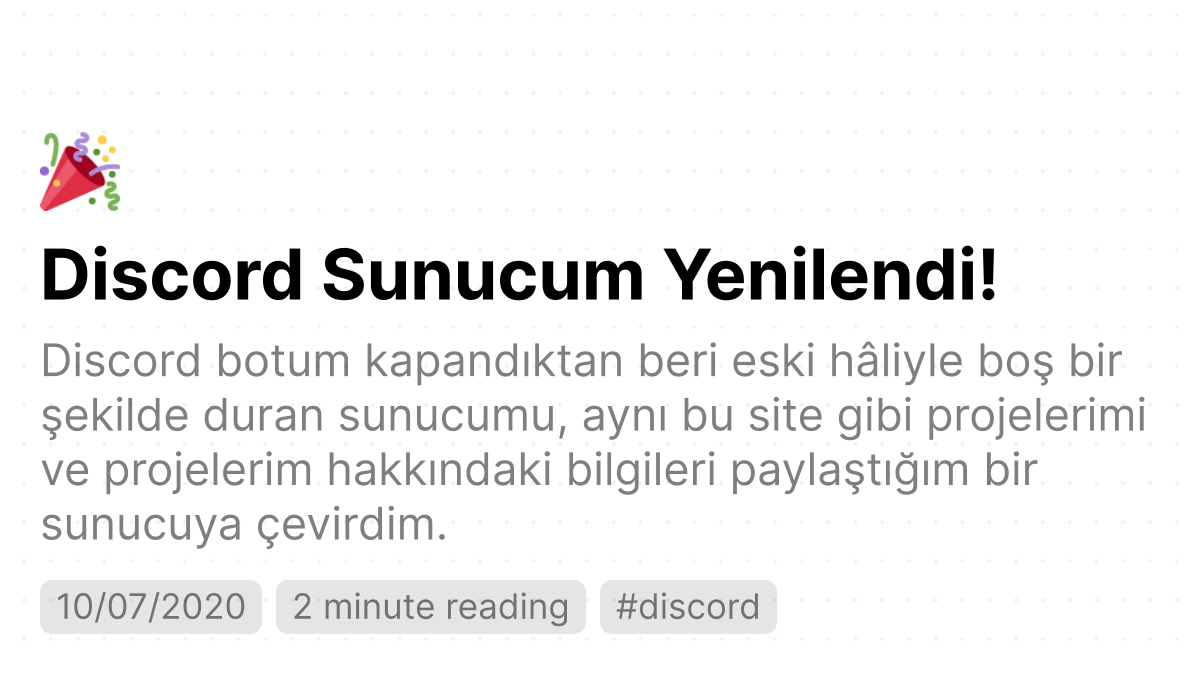 Discord Sunucum Yenilendi!
Discord botum kapandıktan beri eski hâliyle boş bir
şekilde duran sunucumu, aynı bu site gibi projelerimi
ve projelerim hakkındaki bilgileri paylaştığım bir
sunucuya çevirdim.
10/07/2020 2 minute reading #discord